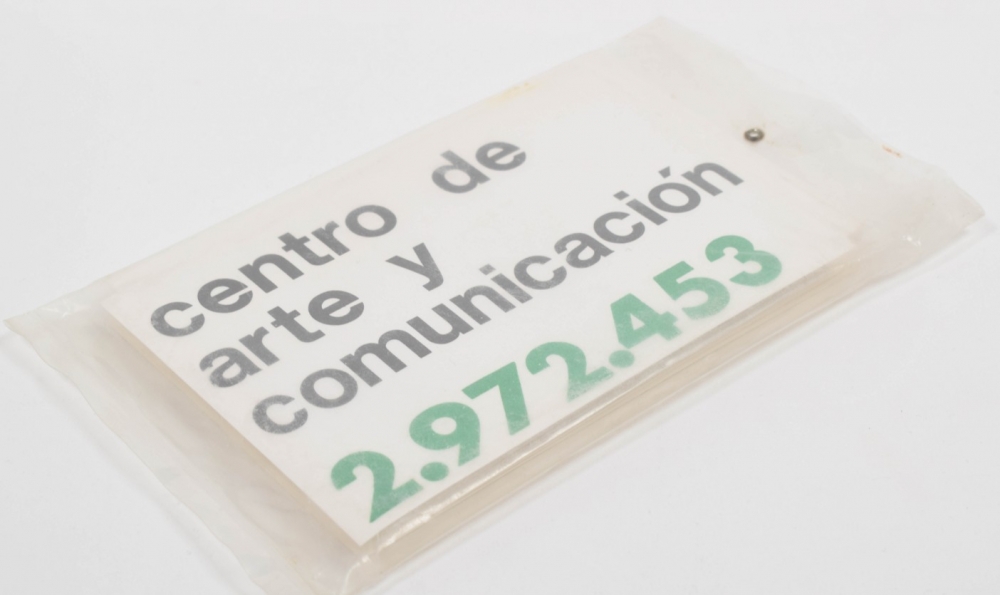 centro de
arte y
comunicación
2.972.453